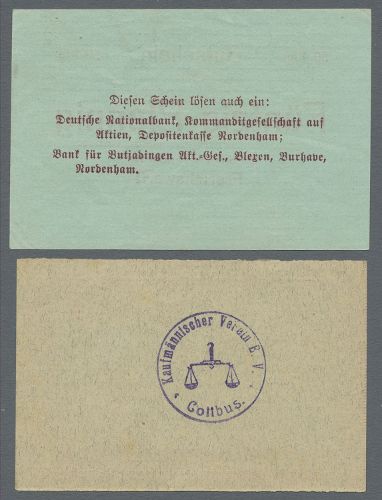 Diesen Schein lösen auch ein:
Deutsche Nationalbank, Kommanditgesellschaft auf
Aktien, Depositenkasse Nordenham;
Bank für Butjadingen Akt.-Ges., Blexen, Burhave,
Nordenham.
Kaufmännischer Verein E. V.
Cottbus.